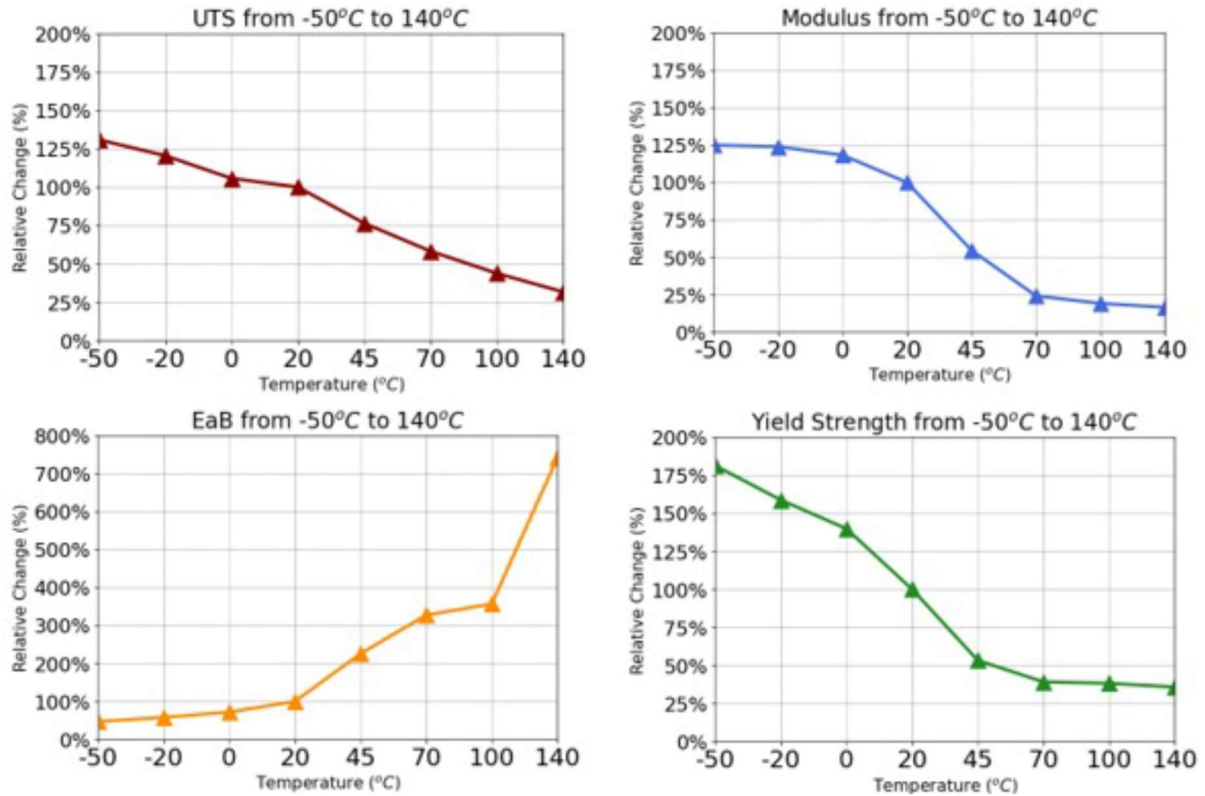 UTS from -50°C to 140°C
200%
175%
150%
125%
100%
75%
50%
25%
0%
Relative Change (%)
-50 -20 0 20 45 70 100 140
Temperature (°C)
Modulus from -50°C to 140°C
200%
175%
150%
125%
100%
75%
50%
25%
0%
Relative Change (%)
-50 -20 0 20 45 70 100 140
Temperature (°C)
EaB from -50°C to 140°C
800%
700%
600%
500%
400%
300%
200%
100%
0%
Relative Change (%)
-50 -20 0 20 45 70 100 140
Temperature (°C)
Yield Strength from -50°C to 140°C
200%
175%
150%
125%
100%
75%
50%
25%
0%
Relative Change (%)
-50 -20 0 20 45 70 100 140
Temperature (°C)